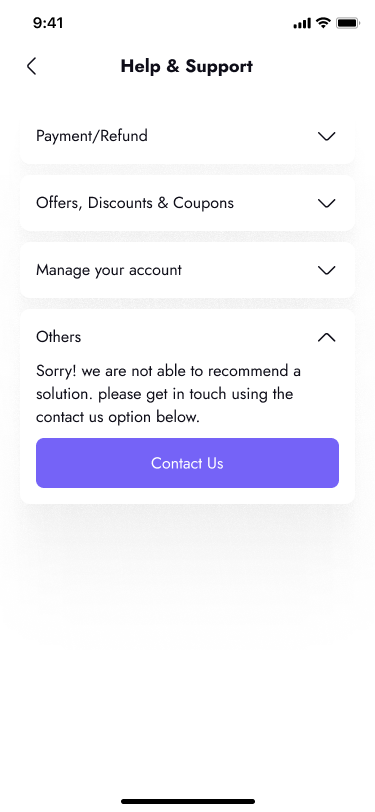 9:41
Help & Support
Payment/Refund
Offers, Discounts & Coupons
Manage your account
Others
Sorry! we are not able to recommend a
solution. please get in touch using the
contact us option below.
Contact Us